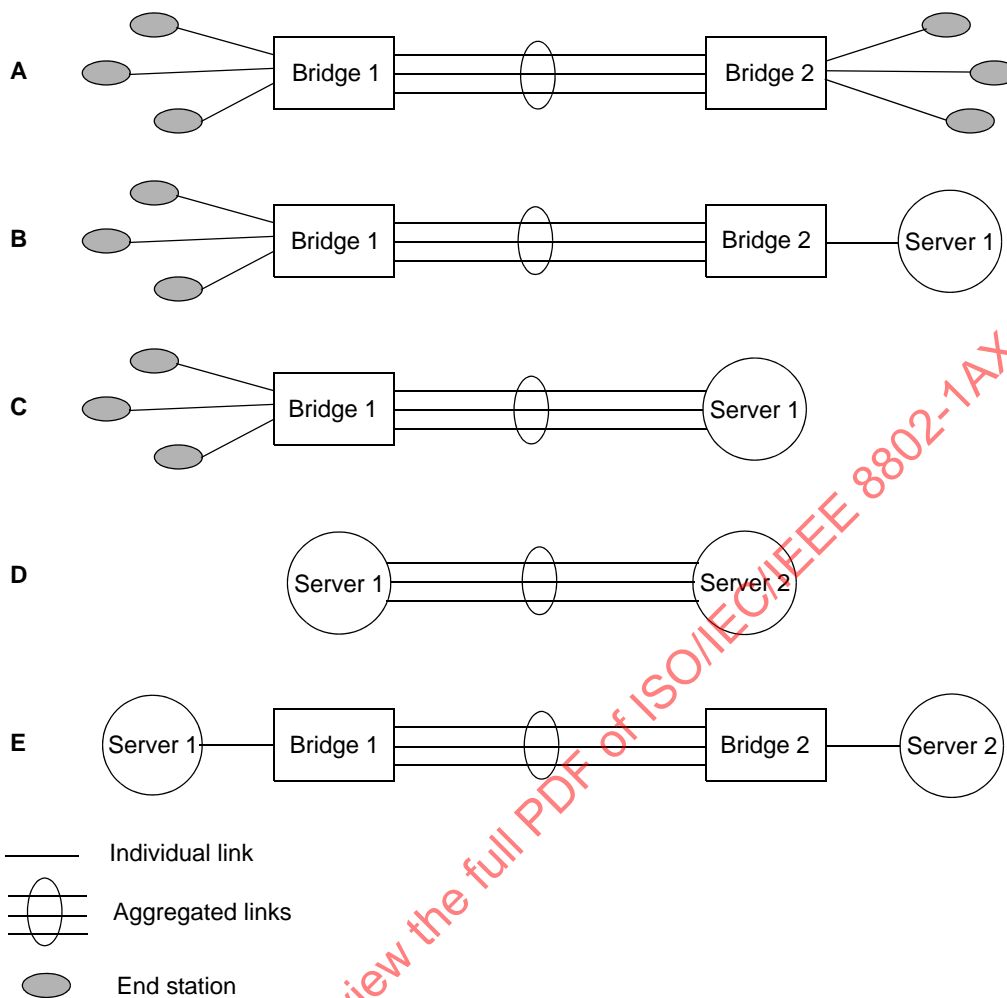 A
Bridge 1
Bridge 2
B
Bridge 1
Bridge 2
Server 1
C
Bridge 1
Server 1
D
Server 1
Server 2
E
Server 1
Bridge 1
Bridge 2
Server 2
Individual link
Aggregated links
End station
view the full PDF of ISO/IEC/IEEE 8802-1AX